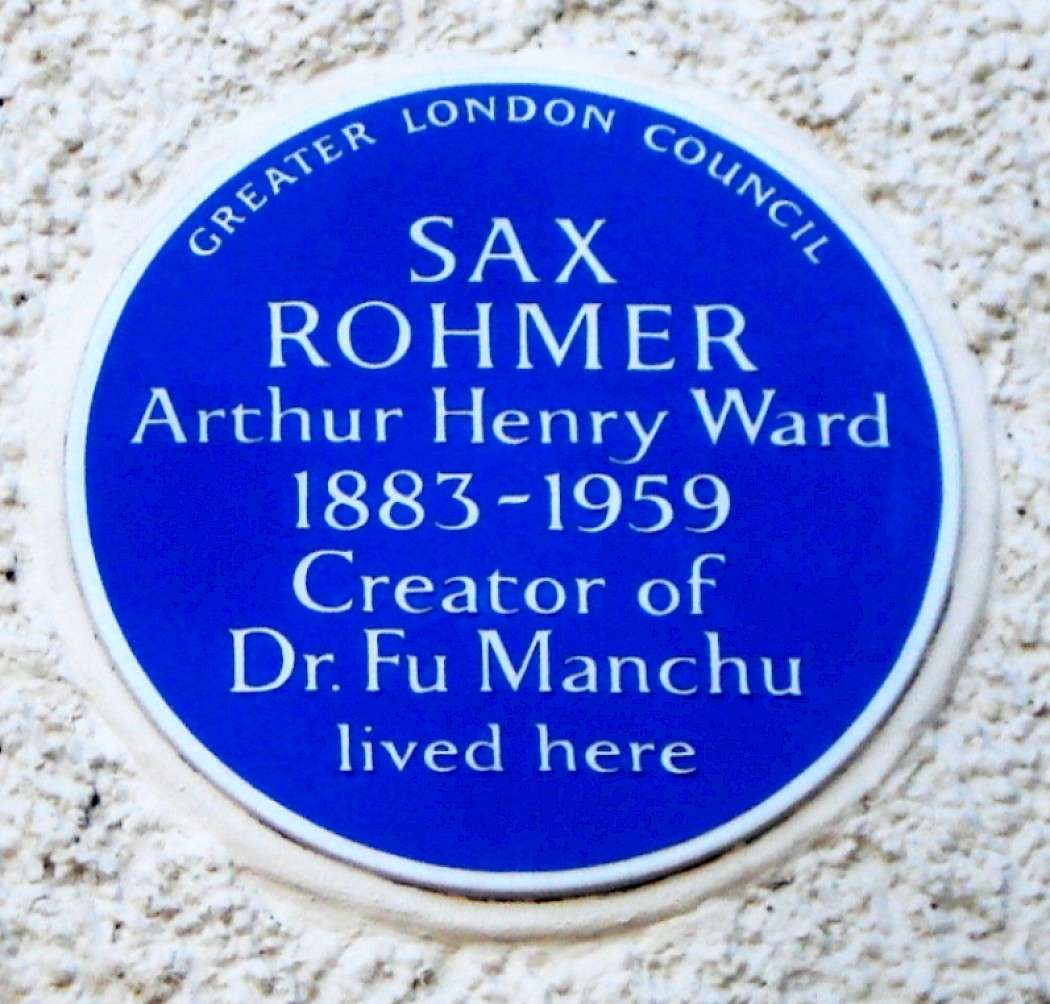 GREATER LONDON COUNCIL
SAX
ROHMER
Arthur Henry Ward
1883-1959
Creator of
Dr. Fu Manchu
lived here